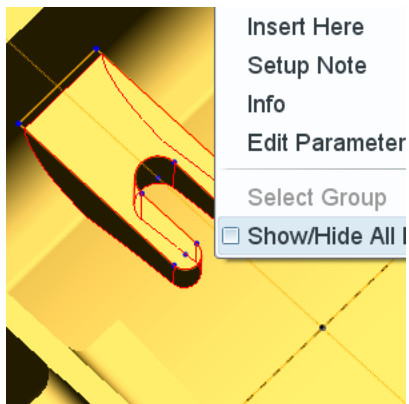 Insert Here
Setup Note
Info
Edit Parameter
Select Group
Show/Hide All